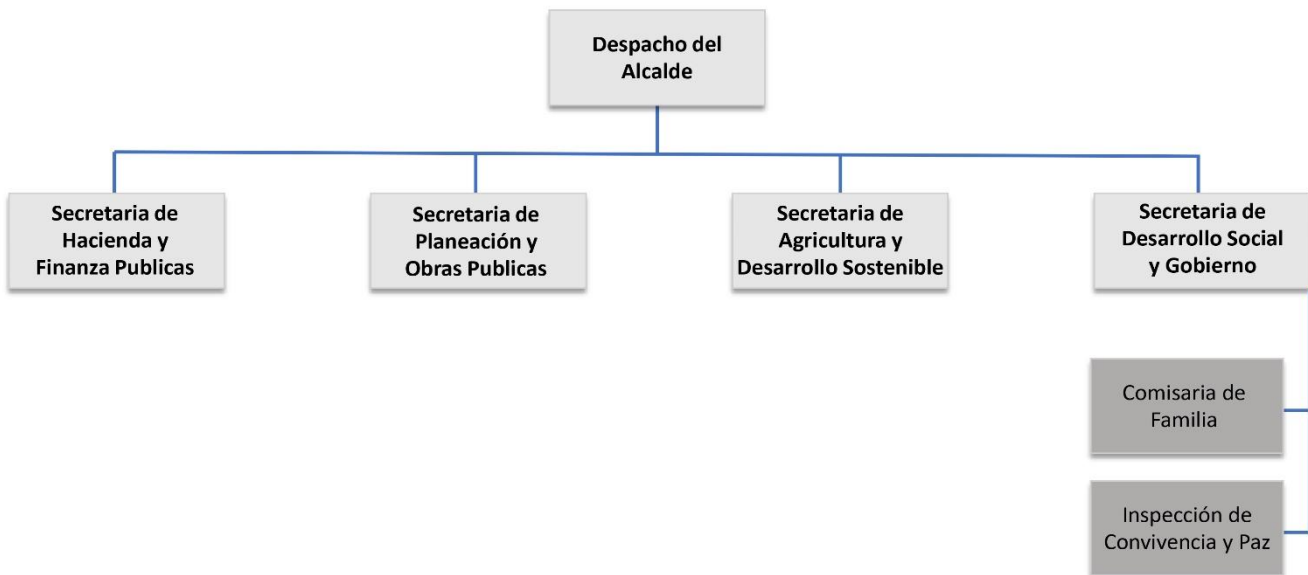 Despacho del
Alcalde
Secretaria de
Hacienda y
Finanza Publicas
Secretaria de
Planeación y
Obras Publicas
Secretaria de
Agricultura y
Desarrollo Sostenible
Secretaria de
Desarrollo Social
y Gobierno
Comisaria de
Familia
Inspección de
Convivencia y Paz